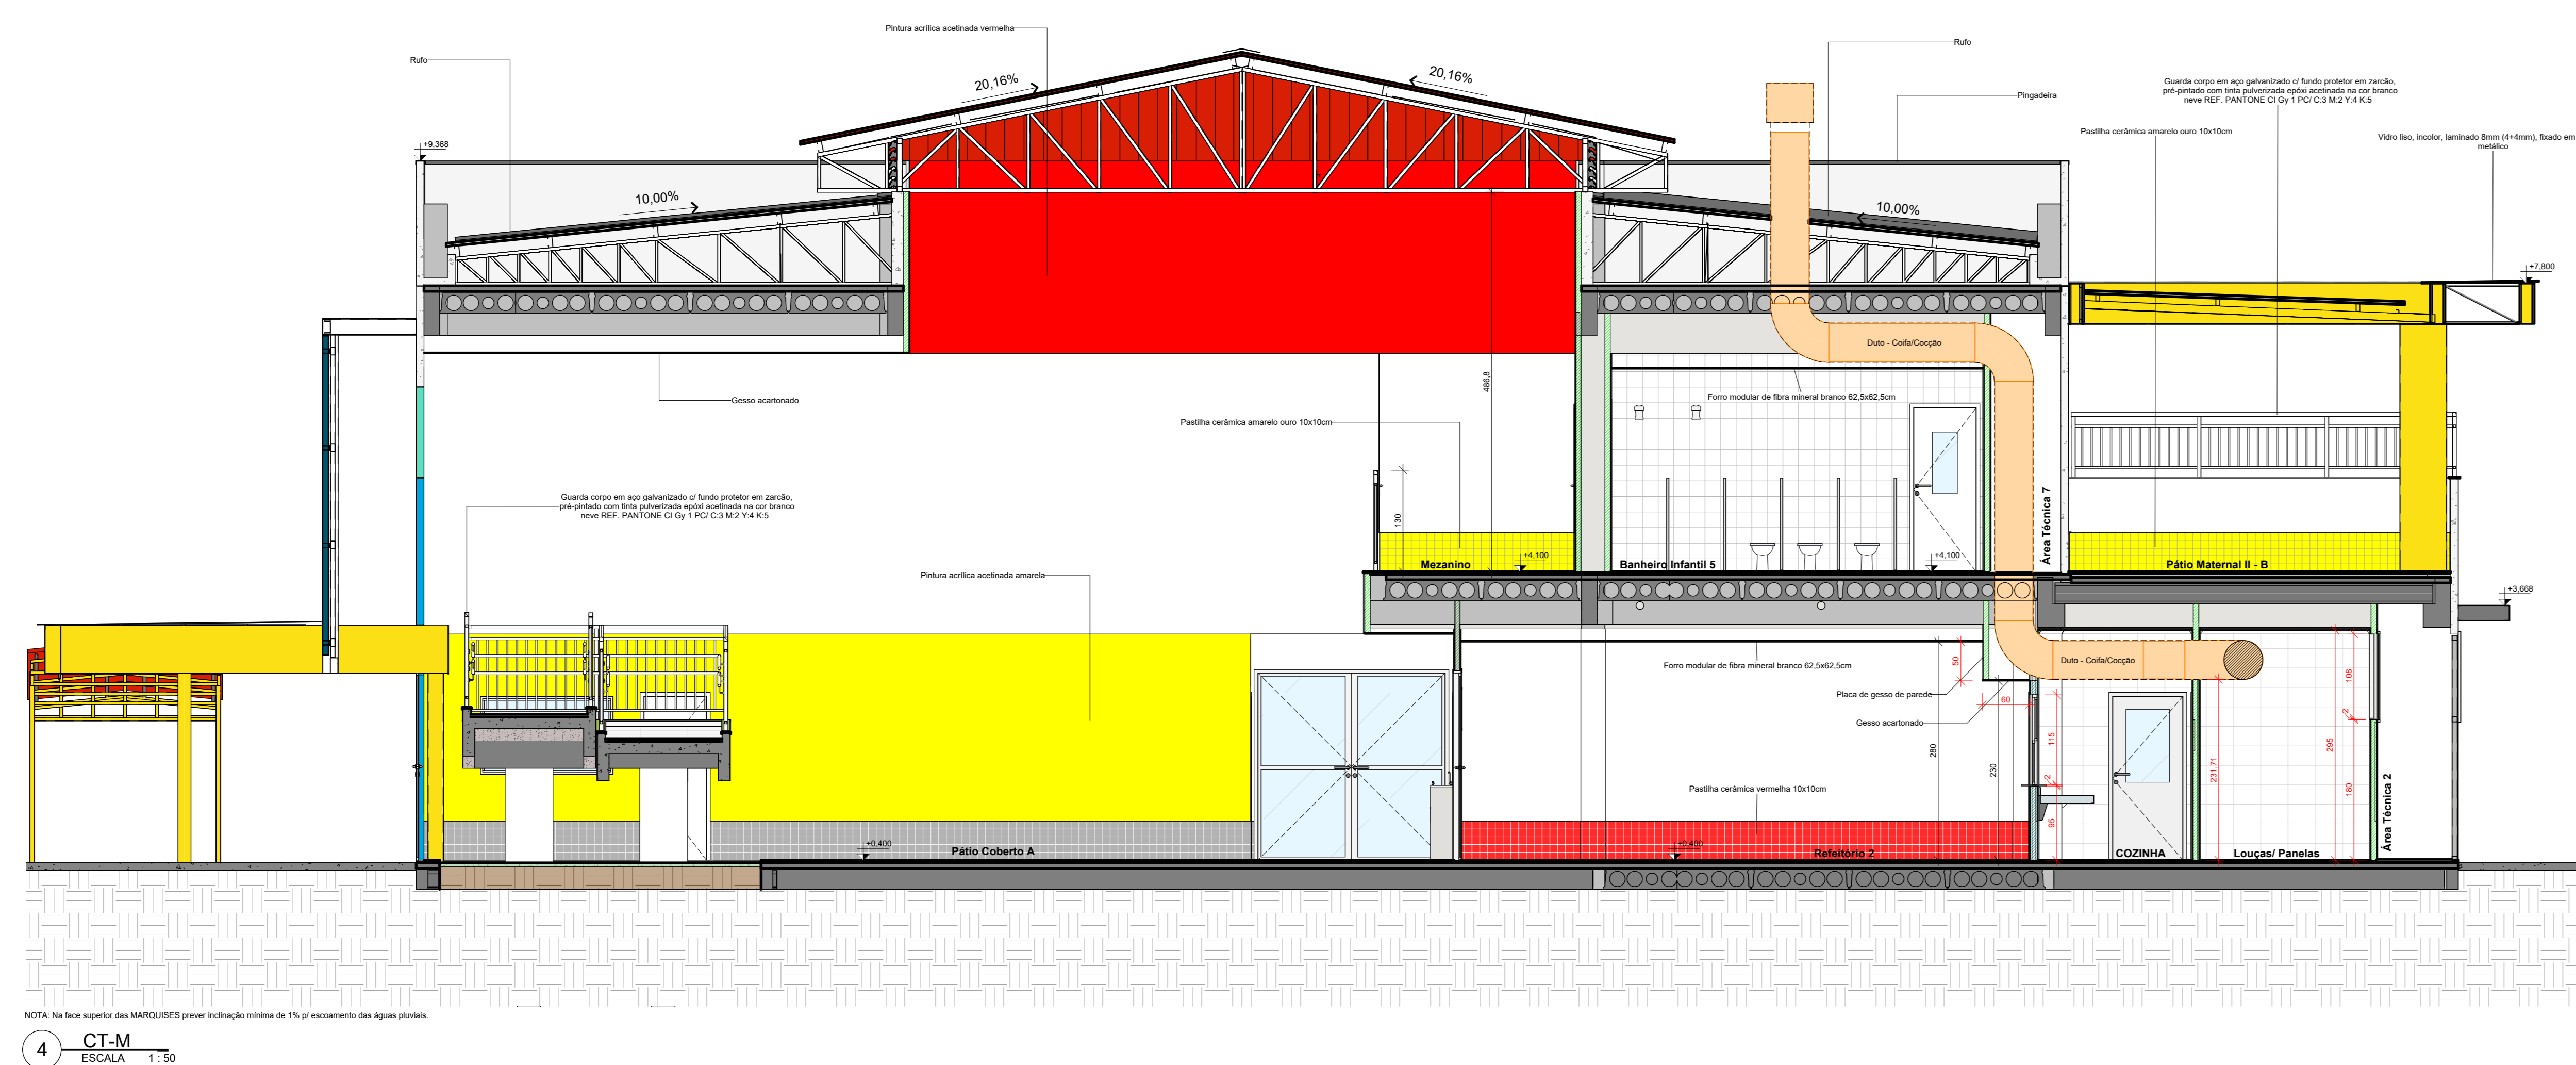 Pintura acrílica acetinada vermelha
Rufo
Rufo
20,16%
20,16%
Pingadeira
Guarda corpo em aço galvanizado c/ fundo protetor em zarcão,
pré-pintado com tinta pulverizada epóxi acetinada na cor branco
neve REF. PANTONE CI Gy 1 PC/ C:3 M:2 Y:4 K:5
Pastilha cerâmica amarelo ouro 10x10cm
Vidro liso, incolor, laminado 8mm (4+4mm), fixado em
metálico
+9,368
10,00%
10,00%
+7,800
Duto - Coifa/Cocção
486,8
Gesso acartonado
Forro modular de fibra mineral branco 62,5x62,5cm
Pastilha cerâmica amarelo ouro 10x10cm
Guarda corpo em aço galvanizado c/ fundo protetor em zarcão,
pré-pintado com tinta pulverizada epóxi acetinada na cor branco
neve REF. PANTONE CI Gy 1 PC/ C:3 M:2 Y:4 K:5
130
Área Técnica 7
+4,100
+4,100
Mezanino
Banheiro Infantil 5
Pátio Maternal II - B
Pintura acrílica acetinada amarela
+3,668
Forro modular de fibra mineral branco 62,5x62,5cm
50
Duto - Coifa/Cocção
108
Placa de gesso de parede
60
2
Gesso acartonado
115
280
295
230
231,71
2
180
Pastilha cerâmica vermelha 10x10cm
95
Área Técnica 2
+0,400
+0,400
Pátio Coberto A
Refeitório 2
COZINHA
Louças/ Panelas
NOTA: Na face superior das MARQUISES prever inclinação mínima de 1% p/ escoamento das águas pluviais.
4
CT-M
ESCALA 1 : 50